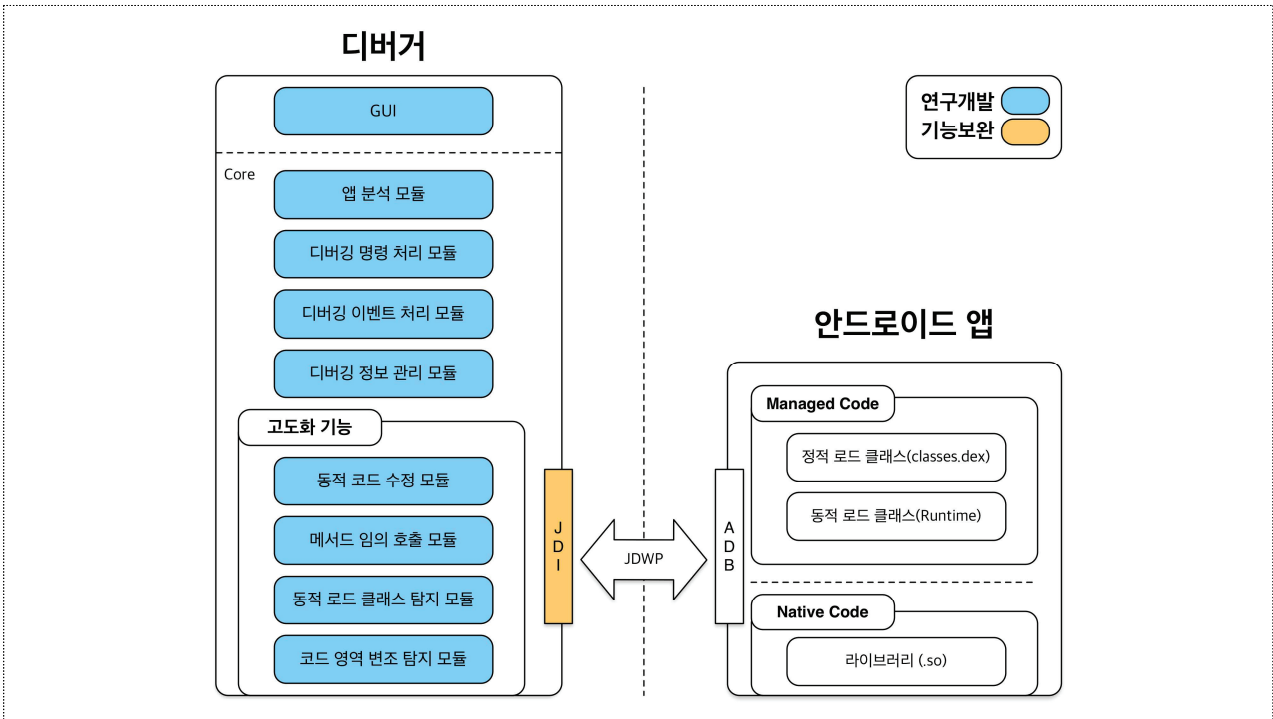 디버거
GUI
Core
앱 분석 모듈
디버깅 명령 처리 모듈
디버깅 이벤트 처리 모듈
디버깅 정보 관리 모듈
고도화 기능
동적 코드 수정 모듈
메서드 임의 호출 모듈
동적 로드 클래스 탐지 모듈
코드 영역 변조 탐지 모듈
J
D
I
JDWP
연구개발
기능보완
안드로이드 앱
A
D
B
Managed Code
정적 로드 클래스(classes.dex)
동적 로드 클래스(Runtime)
Native Code
라이브러리 (.so)